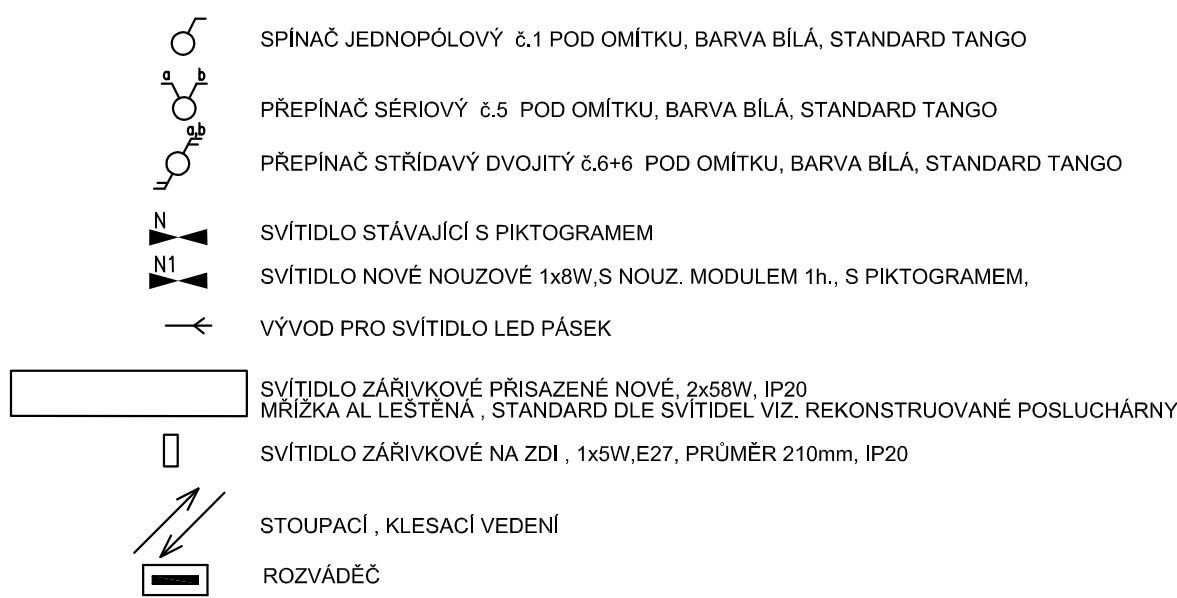 SPÍNAČ JEDNOPÓLOVÝ č.1 POD OMÍTKU, BARVA BÍLÁ, STANDARD TANGO
a b
PŘEPÍNAČ SÉRIOVÝ č.5 POD OMÍTKU, BARVA BÍLÁ, STANDARD TANGO
a,b
PŘEPÍNAČ STŘÍDAVÝ DVOJITÝ č.6+6 POD OMÍTKU, BARVA BÍLÁ, STANDARD TANGO
N
SVÍTIDLO STÁVAJÍCÍ S PIKTOGRAMEM
N1
SVÍTIDLO NOVÉ NOUZOVÉ 1x8W,S NOUZ. MODULEM 1h., S PIKTOGRAMEM,
VÝVOD PRO SVÍTIDLO LED PÁSEK
SVÍTIDLO ZÁŘIVKOVÉ PŘISAZENÉ NOVÉ, 2x58W, IP20
MŘÍŽKA AL LEŠTĚNÁ , STANDARD DLE SVÍTIDEL VIZ. REKONSTRUOVANÉ POSLUCHÁRNY
SVÍTIDLO ZÁŘIVKOVÉ NA ZDI , 1x5W,E27, PRŮMĚR 210mm, IP20
STOUPACÍ , KLESACÍ VEDENÍ
ROZVÁDĚČ